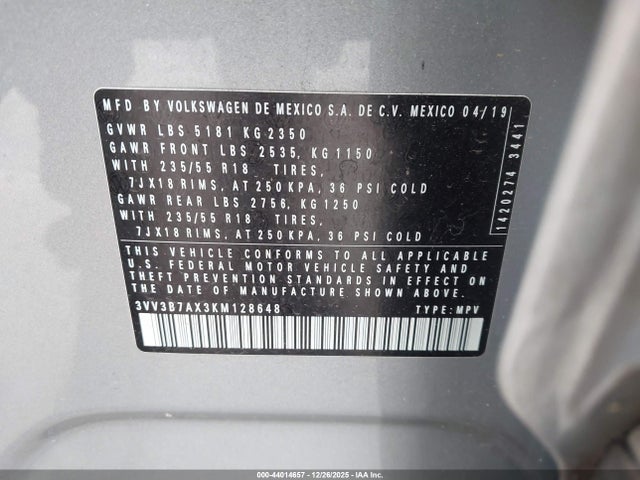 MFD BY VOLKSWAGEN DE MEXICO S.A. DE C.V. MEXICO 04/19
GVWR LBS 5181 KG 2350
GAWR FRONT LBS 2535, KG 1150
WITH 235/55 R18 TIRES,
7JX18 RIMS, AT 250 KPA, 36 PSI COLD
GAWR REAR LBS 2756, KG 1250
WITH 235/55 R18 TIRES,
7JX18 RIMS, AT 250 KPA, 36 PSI COLD
1420274 3441
THIS VEHICLE CONFORMS TO ALL APPLICABLE
U.S. FEDERAL MOTOR VEHICLE SAFETY AND
THEFT PREVENTION STANDARDS IN EFFECT ON
THE DATE OF MANUFACTURE SHOWN ABOVE.
3VV3B7AX3KM128648 TYPE: MPV
000-44014657 • 12/26/2025 • IAAI Inc.